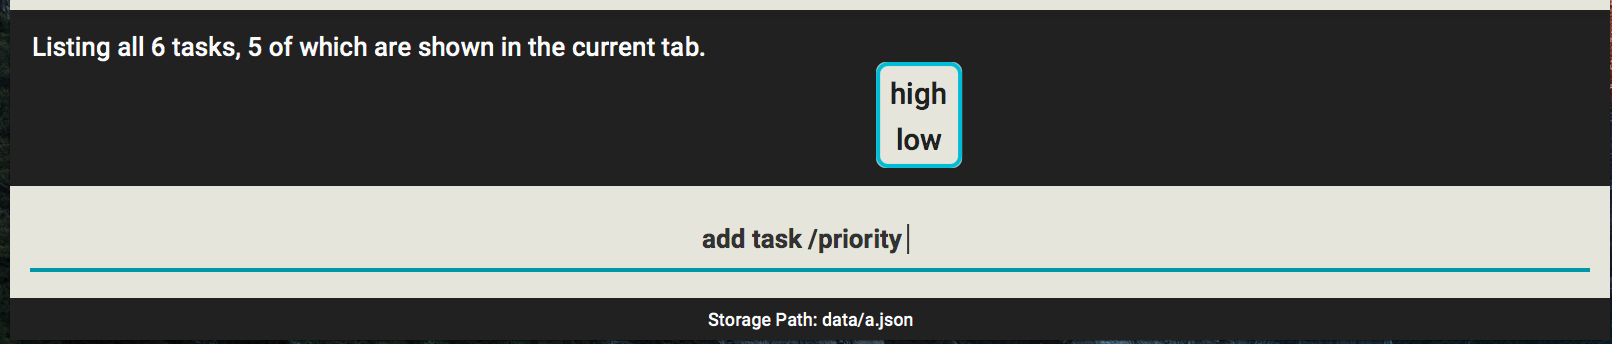 Listing all 6 tasks, 5 of which are shown in the current tab.
high
low
add task /priority
Storage Path: data/a.json